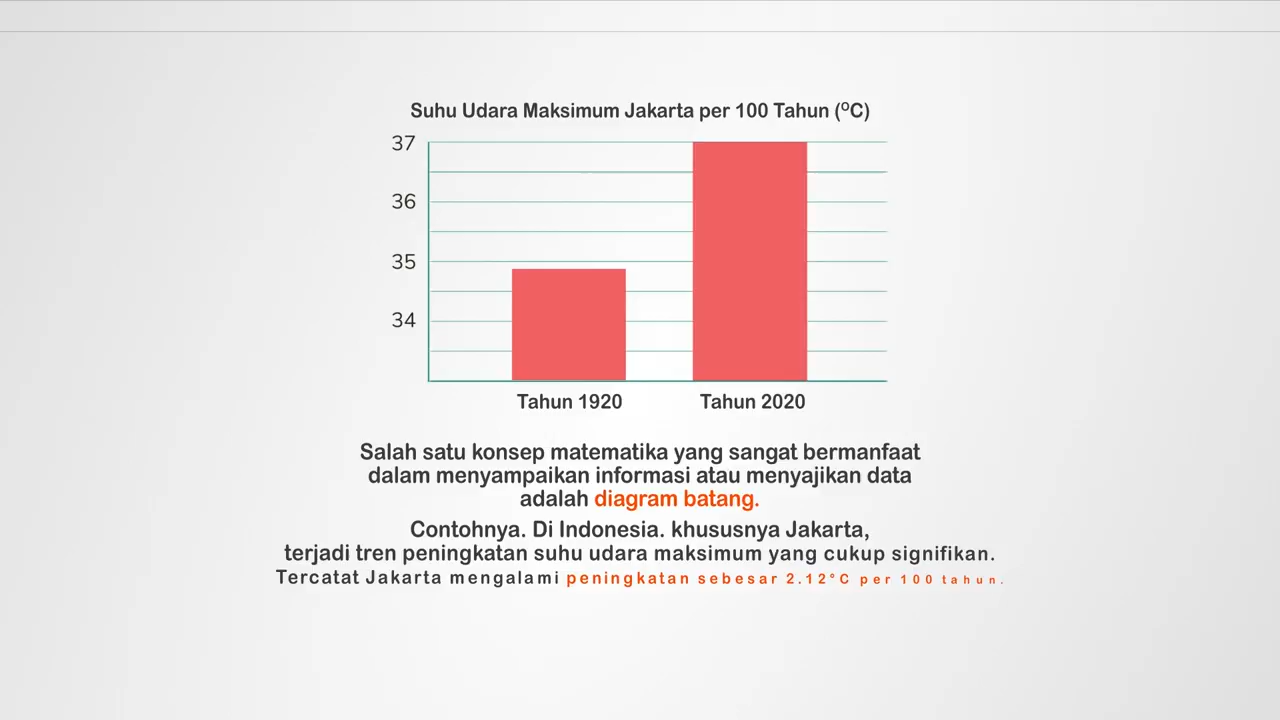 Suhu Udara Maksimum Jakarta per 100 Tahun (ºC)
37
36
35
34
Tahun 1920 Tahun 2020
Salah satu konsep matematika yang sangat bermanfaat
dalam menyampaikan informasi atau menyajikan data
adalah diagram batang.
Contohnya. Di Indonesia. khususnya Jakarta,
terjadi tren peningkatan suhu udara maksimum yang cukup signifikan.
Tercatat Jakarta mengalami peningkatan sebesar 2.12°C per 100 tahun.